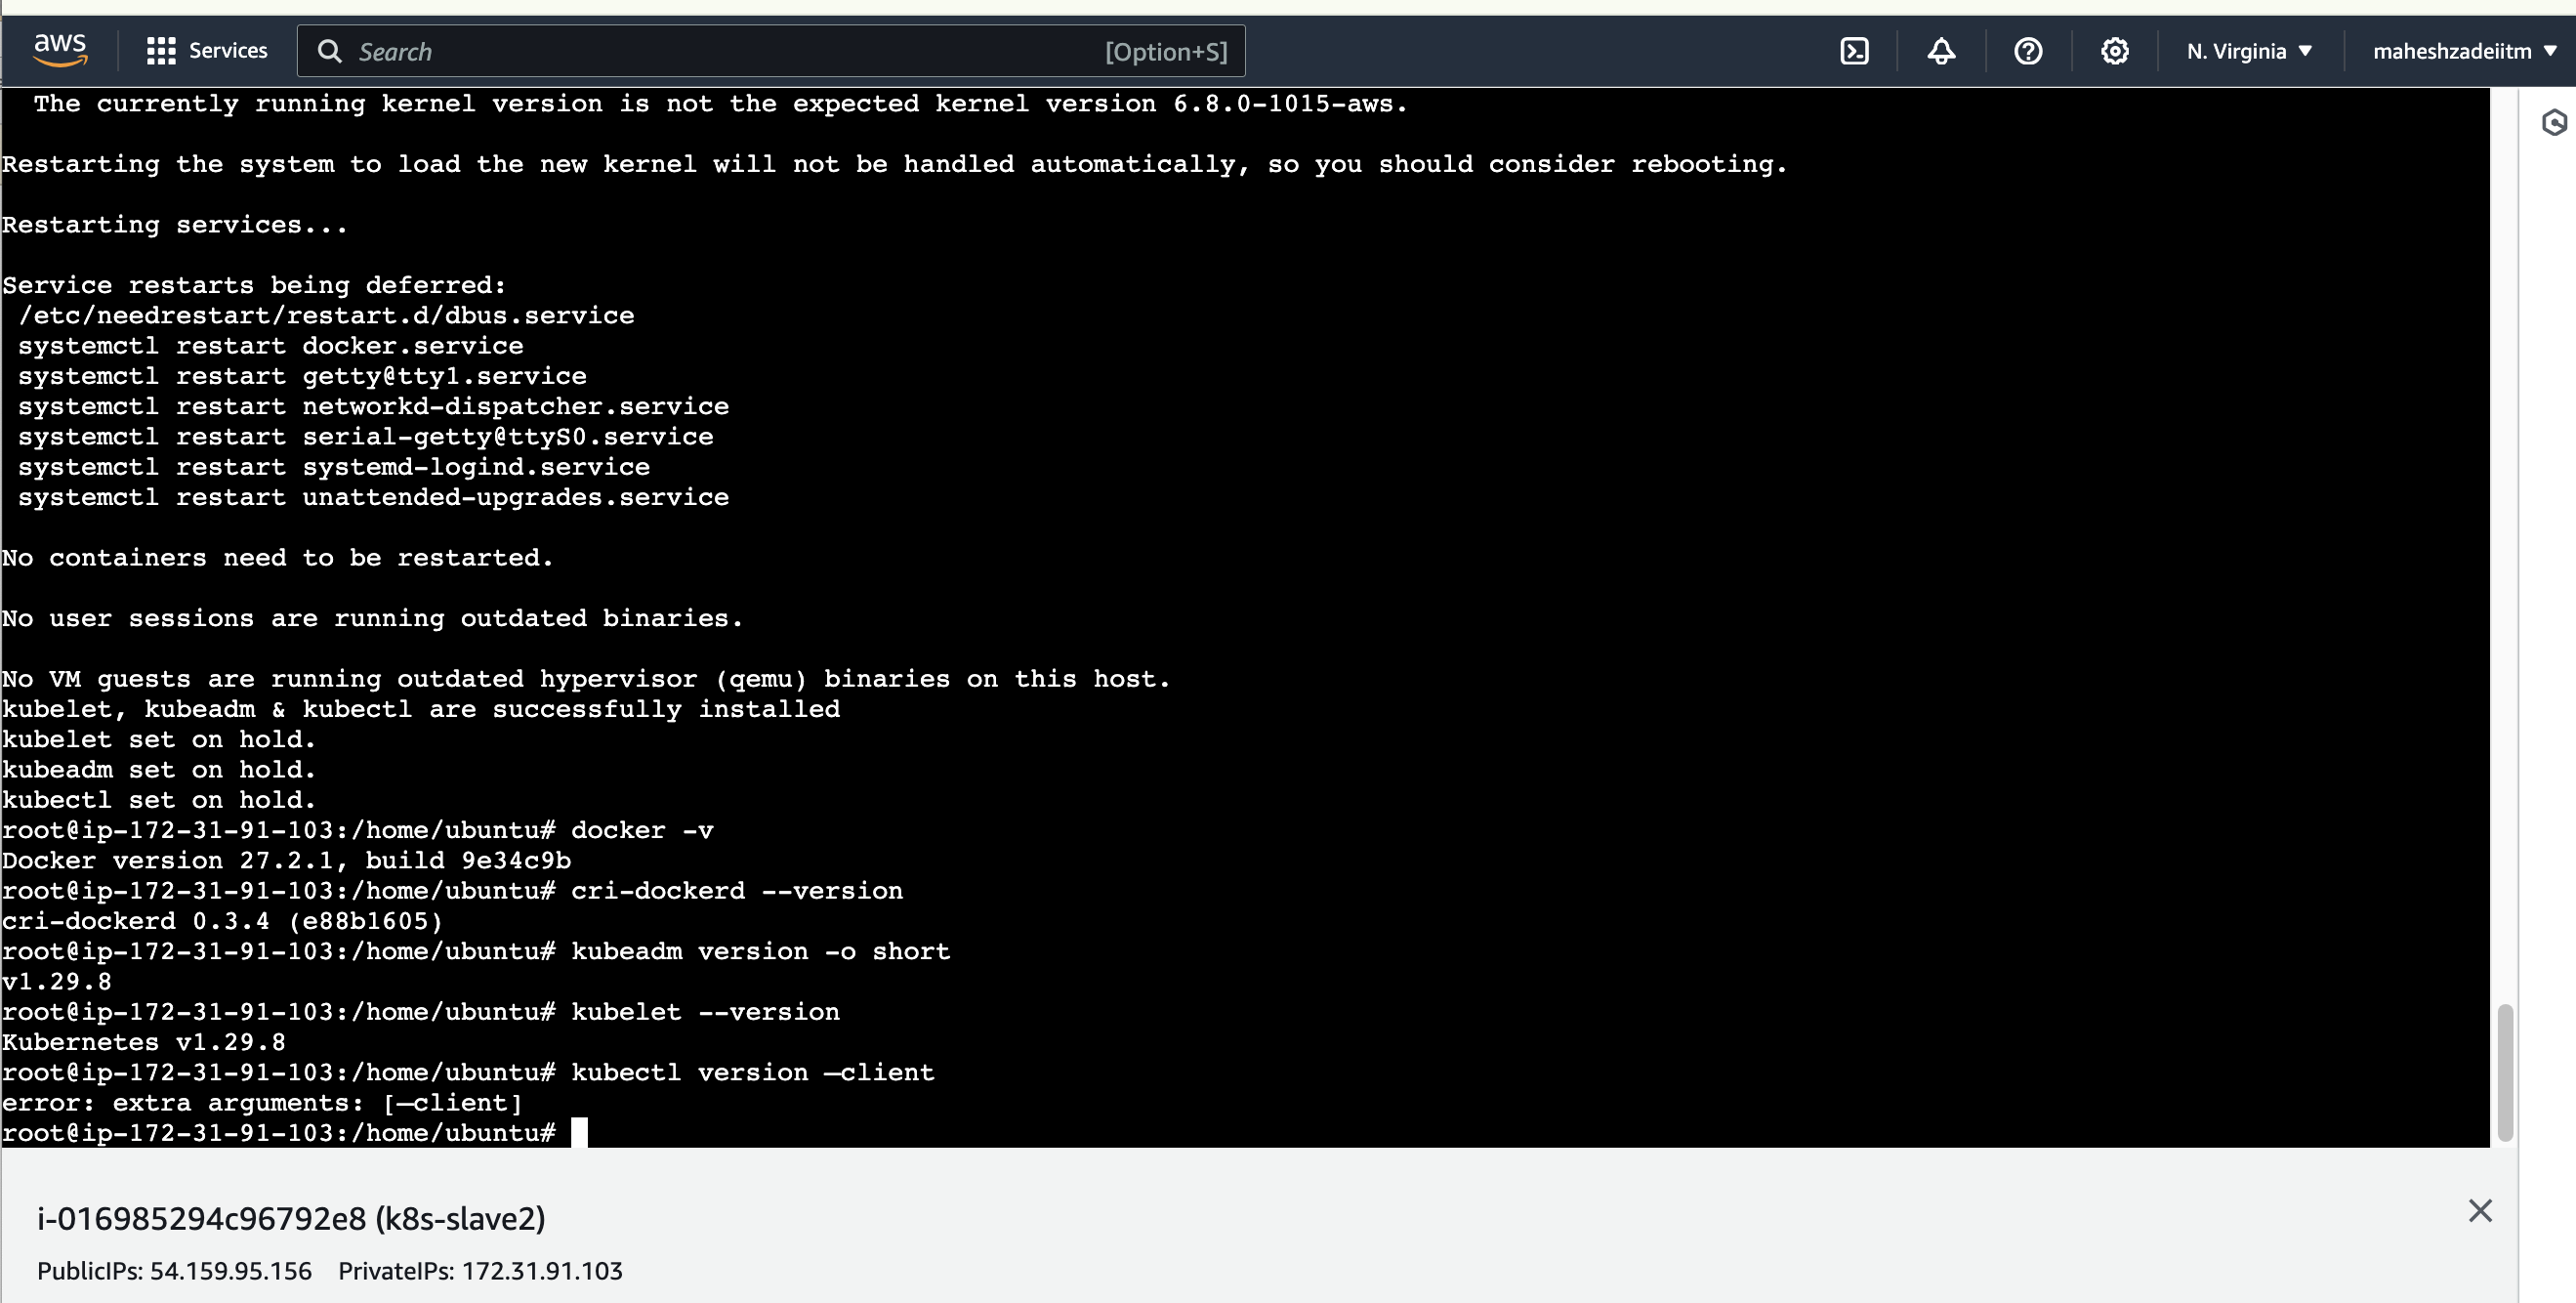 aws
Services
Search
[Option+S]
N. Virginia
maheshzadeiitm
The currently running kernel version is not the expected kernel version 6.8.0-1015-aws.
Restarting the system to load the new kernel will not be handled automatically, so you should consider rebooting.
Restarting services...
Service restarts being deferred:
/etc/needrestart/restart.d/dbus.service
systemctl restart docker.service
systemctl restart getty@tty1.service
systemctl restart networkd-dispatcher.service
systemctl restart serial-getty@ttyS0.service
systemctl restart systemd-logind.service
systemctl restart unattended-upgrades.service
No containers need to be restarted.
No user sessions are running outdated binaries.
No VM guests are running outdated hypervisor (qemu) binaries on this host.
kubelet, kubeadm & kubectl are successfully installed
kubelet set on hold.
kubeadm set on hold.
kubectl set on hold.
root@ip-172-31-91-103:/home/ubuntu# docker -v
Docker version 27.2.1, build 9e34c9b
root@ip-172-31-91-103:/home/ubuntu# cri-dockerd --version
cri-dockerd 0.3.4 (e88b1605)
root@ip-172-31-91-103:/home/ubuntu# kubeadm version -o short
v1.29.8
root@ip-172-31-91-103:/home/ubuntu# kubelet --version
Kubernetes v1.29.8
root@ip-172-31-91-103:/home/ubuntu# kubectl version —client
error: extra arguments: [—client]
root@ip-172-31-91-103:/home/ubuntu#
i-016985294c96792e8 (k8s-slave2)
PublicIPs: 54.159.95.156 PrivateIPs: 172.31.91.103